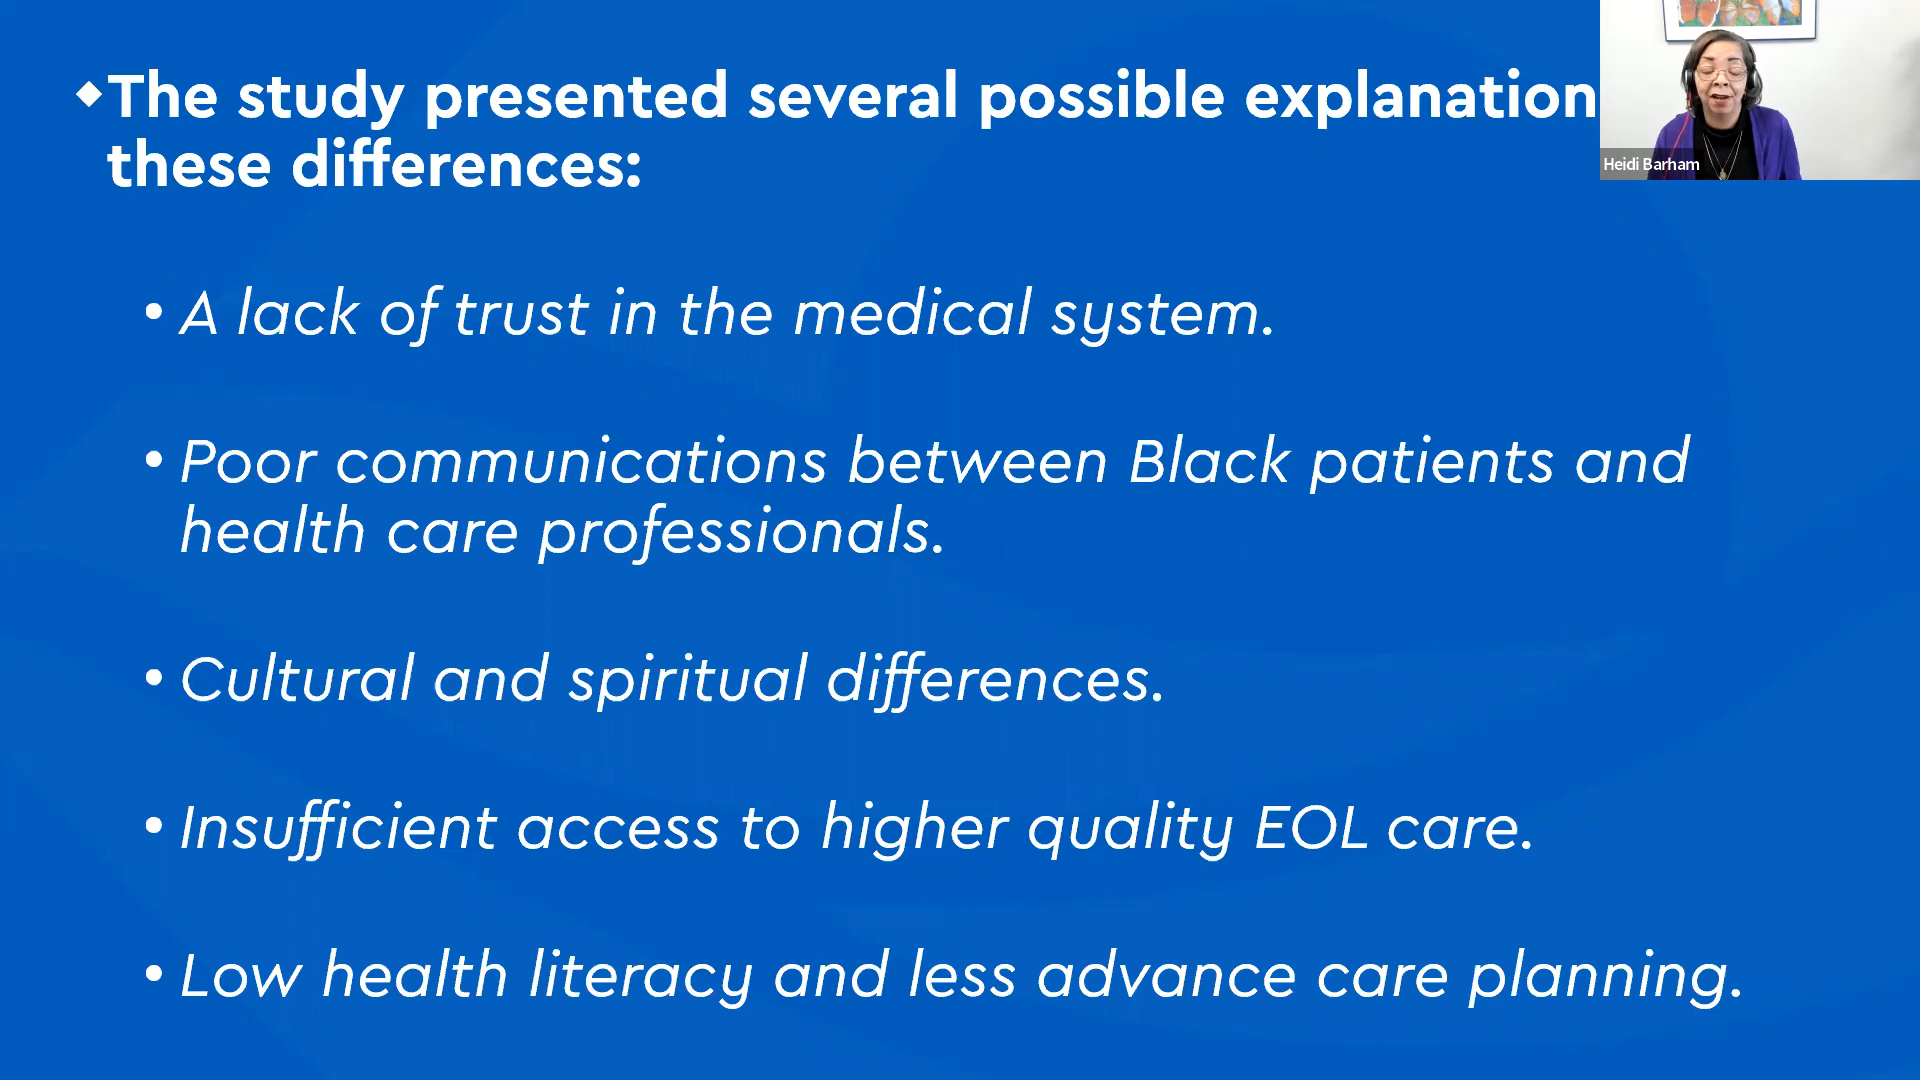 ◆The study presented several possible explanation
these differences:
• A lack of trust in the medical system.
• Poor communications between Black patients and
health care professionals.
• Cultural and spiritual differences.
• Insufficient access to higher quality EOL care.
• Low health literacy and less advance care planning.
Heidi Barham